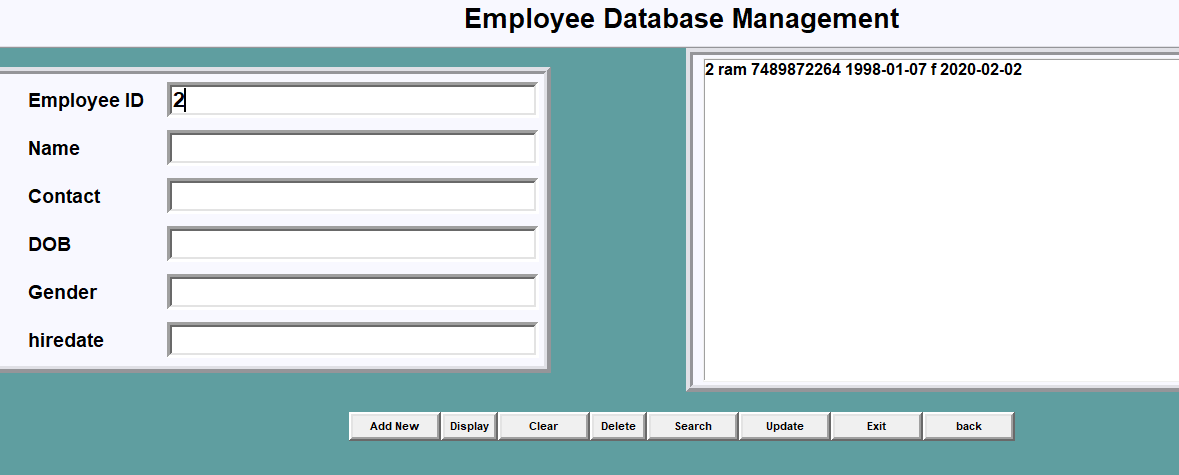 Employee Database Management
Employee ID 2
Name
Contact
DOB
Gender
hiredate
2 ram 7489872264 1998-01-07 f 2020-02-02
Add New Display Clear Delete Search Update Exit back